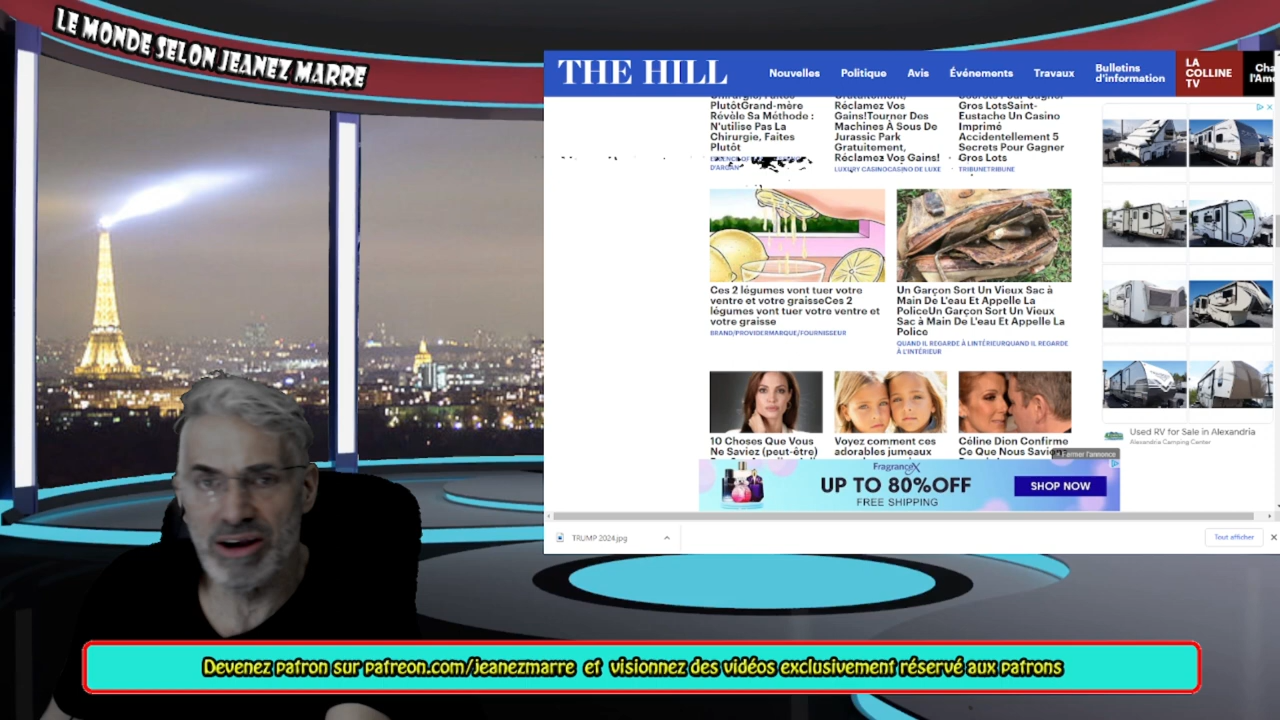 LE MONDE SELON JEANEZ MARRE
THE HILL
Nouvelles
Politique
Avis
Événements
Travaux
Bulletins
d'information
LA
COLLINE
TV
PlutôtGrand-mère
Révèle Sa Méthode :
N'utilise Pas La
Chirurgie, Faites
Plutôt
D'ARGAN
Gratuitement,
Réclamez Vos
Gains!Tourner Des
Machines À Sous De
Jurassic Park
Gratuitement,
Réclamez Vos Gains!
LUXURY CASINOCASINO DE LUXE
Secrets Pour Gagner
Gros LotsSaint-
Eustache Un Casino
Imprimé
Accidentellement 5
Secrets Pour Gagner
Gros Lots
TRIBUNETRIBUNE
Ces 2 légumes vont tuer votre
ventre et votre graisseCes 2
légumes vont tuer votre ventre et
votre graisse
BRAND/PROVIDERMARQUE/FOURNISSEUR
Un Garçon Sort Un Vieux Sac à
Main De L'eau Et Appelle La
PoliceUn Garçon Sort Un Vieux
Sac à Main De L'eau Et Appelle La
Police
QUAND IL REGARDE À LINTÉRIEURQUAND IL REGARDE
À L'INTÉRIEUR
10 Choses Que Vous
Ne Saviez (peut-être)
Voyez comment ces
adorables jumeaux
Céline Dion Confirme
Ce Que Nous
Used RV for Sale in Alexandria
Alexandria Camping Center
Fermer l'annonce
FragranceX
UP TO 80%OFF
FREE SHIPPING
SHOP NOW
TRUMP 2024.jpg
Tout afficher
Devenez patron sur patreon.com/jeanezmarre et visionnez des vidéos exclusivement réservé aux patrons